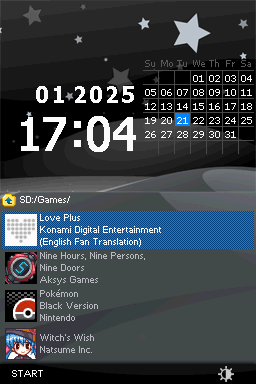 Su Mo Tu We Th Fr Sa
01 02 03 04
05 06 07 08 09 10 11
12 13 14 15 16 17 18
19 20 21 22 23 24 25
26 27 28 29 30 31
01-2025
17:04
SD:/Games/
Love Plus
Konami Digital Entertainment
(English Fan Translation)
Nine Hours, Nine Persons,
Nine Doors
Aksys Games
Pokémon
Black Version
Nintendo
Witch's Wish
Natsume Inc.
START